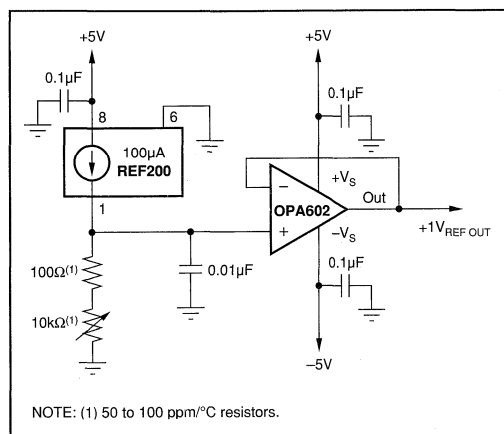 +5V
+5V
0.1µF
0.1µF
8
6
100µA
REF200
1
−
+
+VS
OPA602
−VS
Out
+1VREF OUT
100Ω(1)
0.01µF
0.1µF
10kΩ(1)
−5V
NOTE: (1) 50 to 100 ppm/°C resistors.